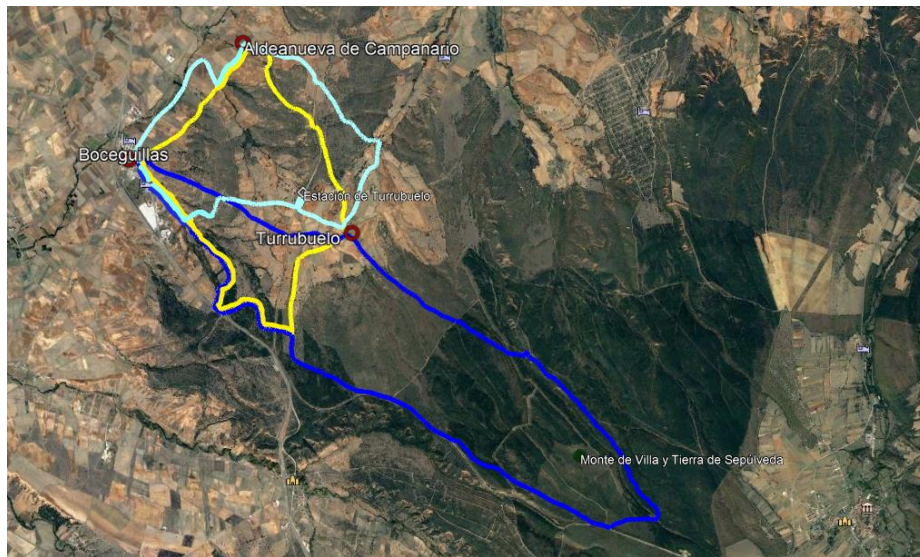 Aldeanueva de Campanario
Boceguillas
Estación de Turrubuelo
Turrubuelo
Monte de Villa y Tierra de Sepúlveda